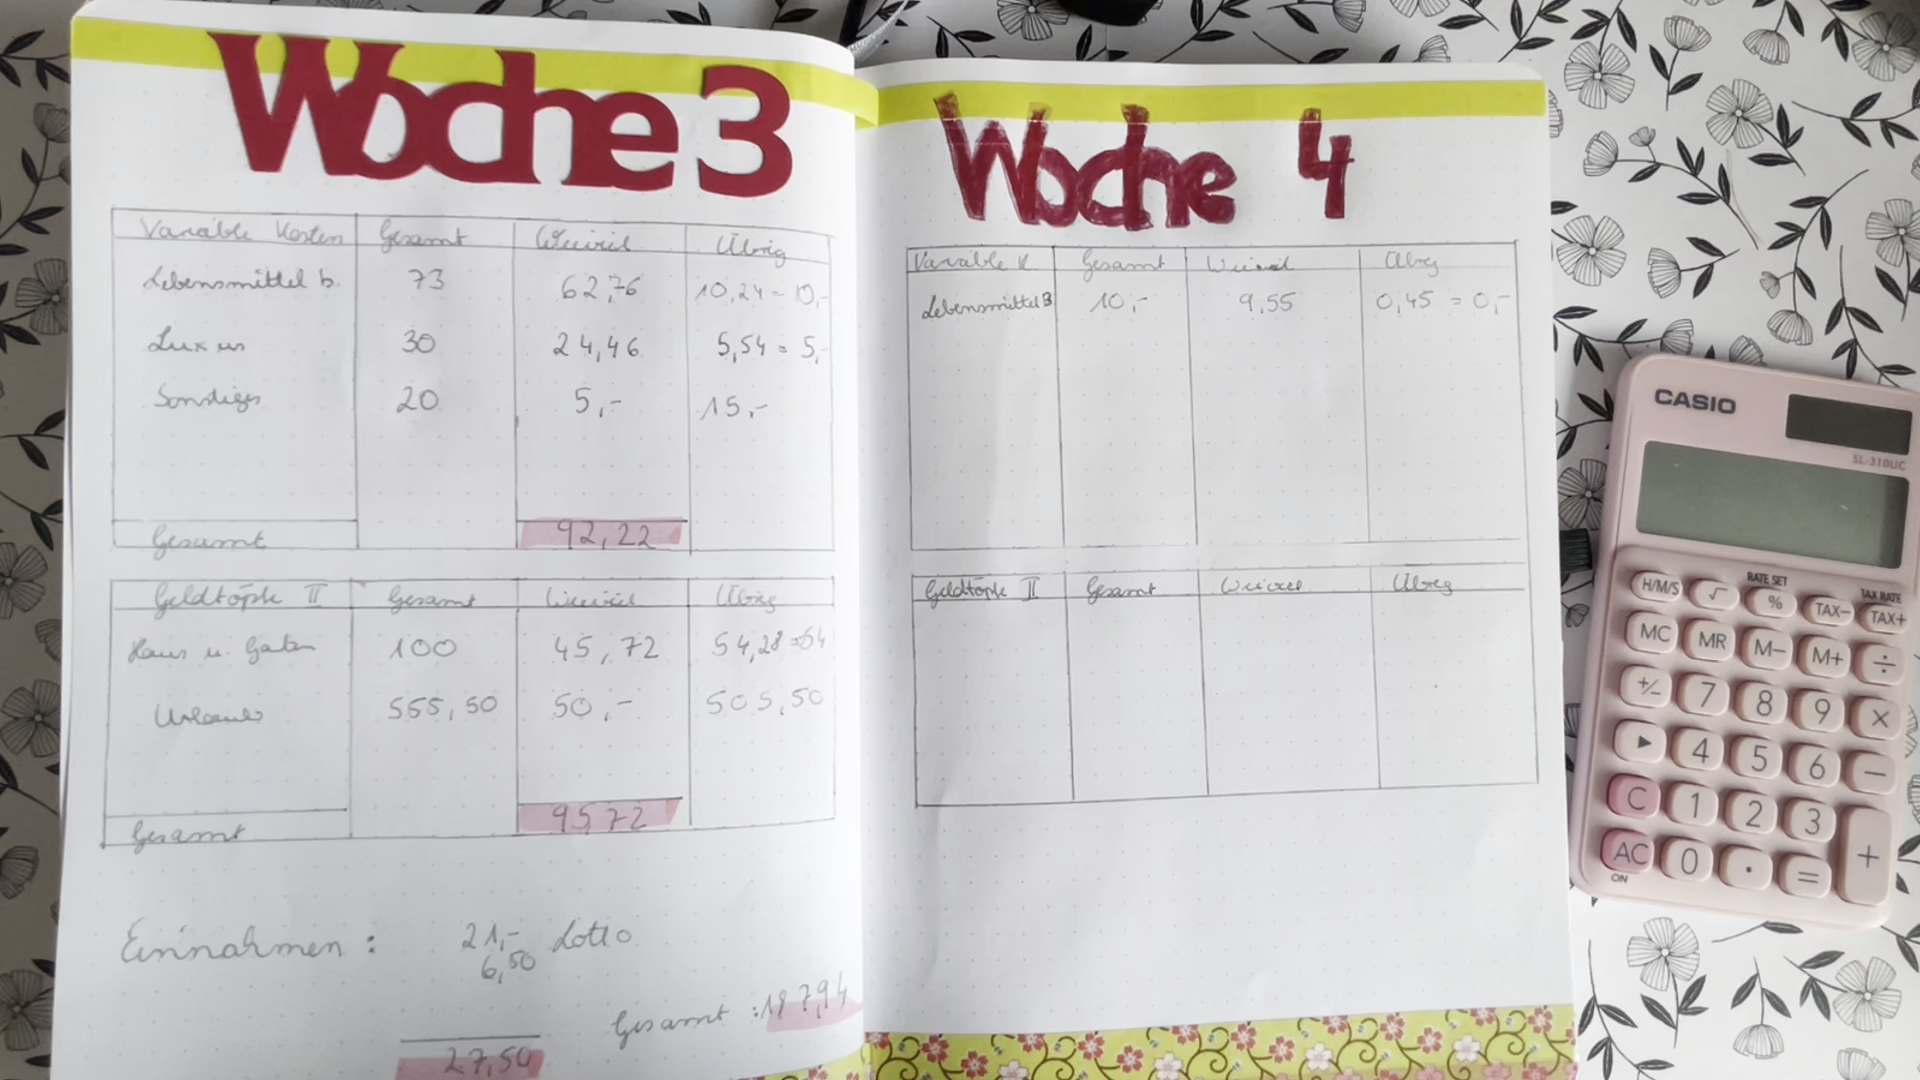 Woche 3
Variable Kosten Gesamt Wieviel Übrig
Lebensmittel b. 73 62,76 10,24 = 10,-
Luxus 30 24,46 5,54 = 5,-
Sonstiges 20 5,- 15,-
Gesamt 92,22
Geldtöpfe II Gesamt Wieviel Übrig
Haus u. Garten 100 45,72 54,28 = 54
Urlaub 555,50 50,- 505,50
Gesamt 95,72
Einnahmen: 21,- Lotto
6,50
Gesamt: 187,94
27,50
Woche 4
Variable K Gesamt Wieviel Übrig
Lebensmittel B 10,- 9,55 0,45 = 0,-
Geldtöpfe II Gesamt Wieviel Übrig
CASIO
SL-310UC
RATE SET TAX RATE
H/M/S √ % TAX− TAX+
MC MR M− M+ ÷
+/− 7 8 9 ×
▶ 4 5 6 −
C 1 2 3
AC 0 · = +
ON